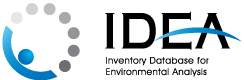 IDEA
Inventory Database for
Environmental Analysis